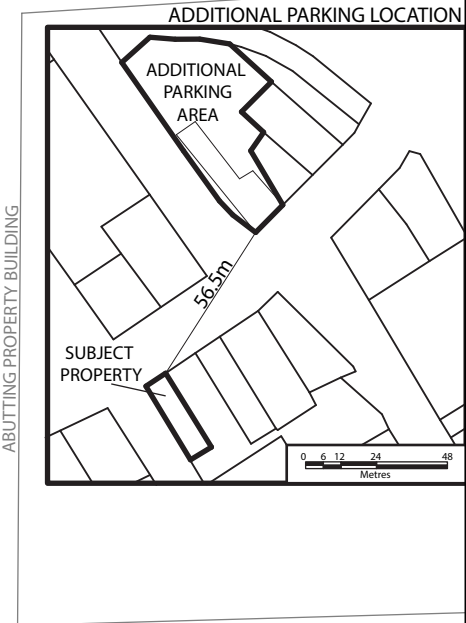 ADDITIONAL PARKING LOCATION
ADDITIONAL
PARKING
AREA
ABUTTING PROPERTY BUILDING
56.5m
SUBJECT
PROPERTY
0 6 12 24 48
Metres